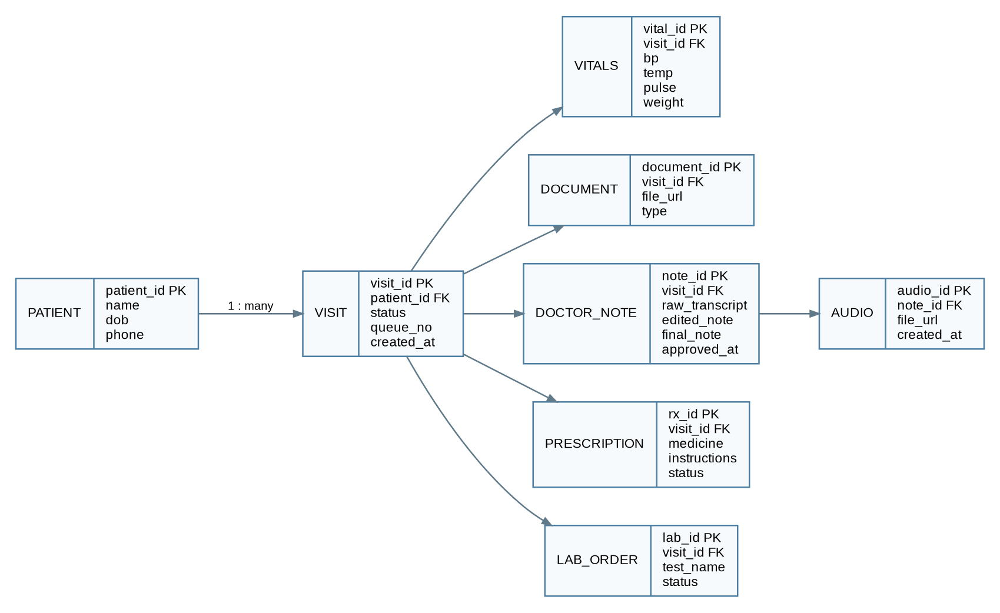 PATIENT
patient_id PK
name
dob
phone
1 : many
VISIT
visit_id PK
patient_id FK
status
queue_no
created_at
VITALS
vital_id PK
visit_id FK
bp
temp
pulse
weight
DOCUMENT
document_id PK
visit_id FK
file_url
type
DOCTOR_NOTE
note_id PK
visit_id FK
raw_transcript
edited_note
final_note
approved_at
AUDIO
audio_id PK
note_id FK
file_url
created_at
PRESCRIPTION
rx_id PK
visit_id FK
medicine
instructions
status
LAB_ORDER
lab_id PK
visit_id FK
test_name
status